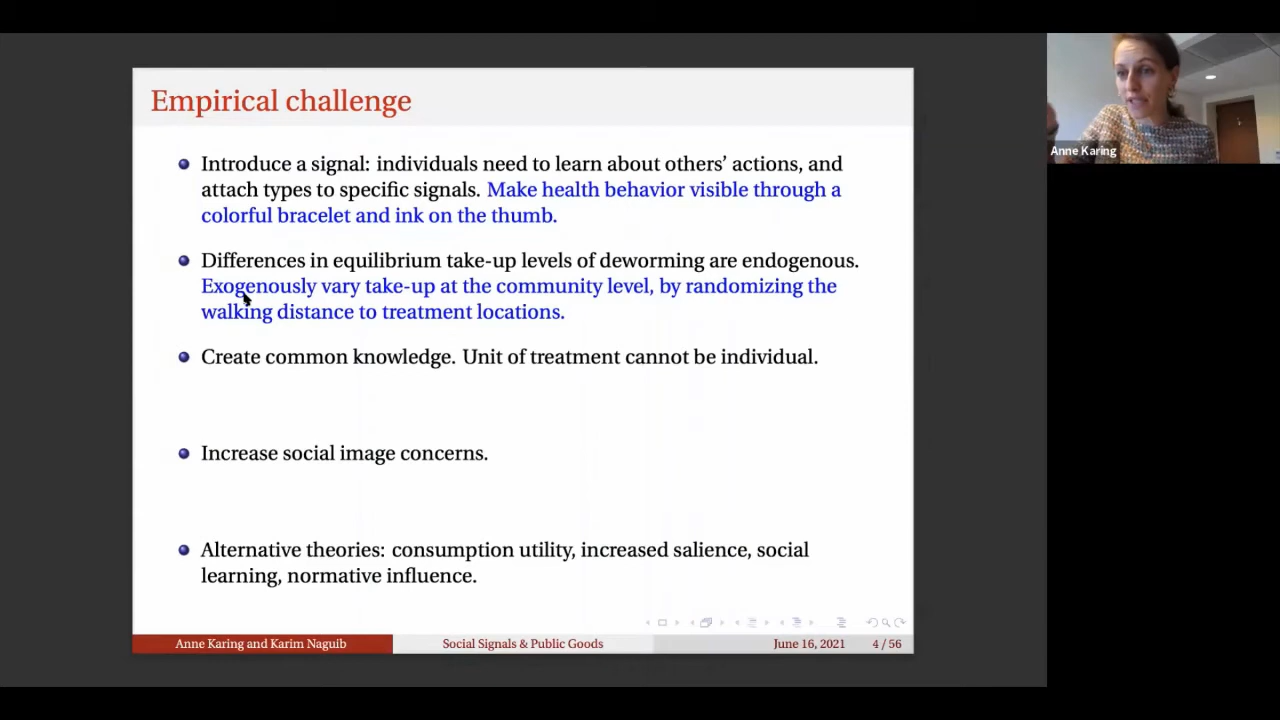 Empirical challenge
Introduce a signal: individuals need to learn about others’ actions, and
attach types to specific signals. Make health behavior visible through a
colorful bracelet and ink on the thumb.
Differences in equilibrium take-up levels of deworming are endogenous.
Exogenously vary take-up at the community level, by randomizing the
walking distance to treatment locations.
Create common knowledge. Unit of treatment cannot be individual.
Increase social image concerns.
Alternative theories: consumption utility, increased salience, social
learning, normative influence.
Anne Karing and Karim Naguib
Social Signals & Public Goods
June 16, 2021
4 / 56
Anne Karing